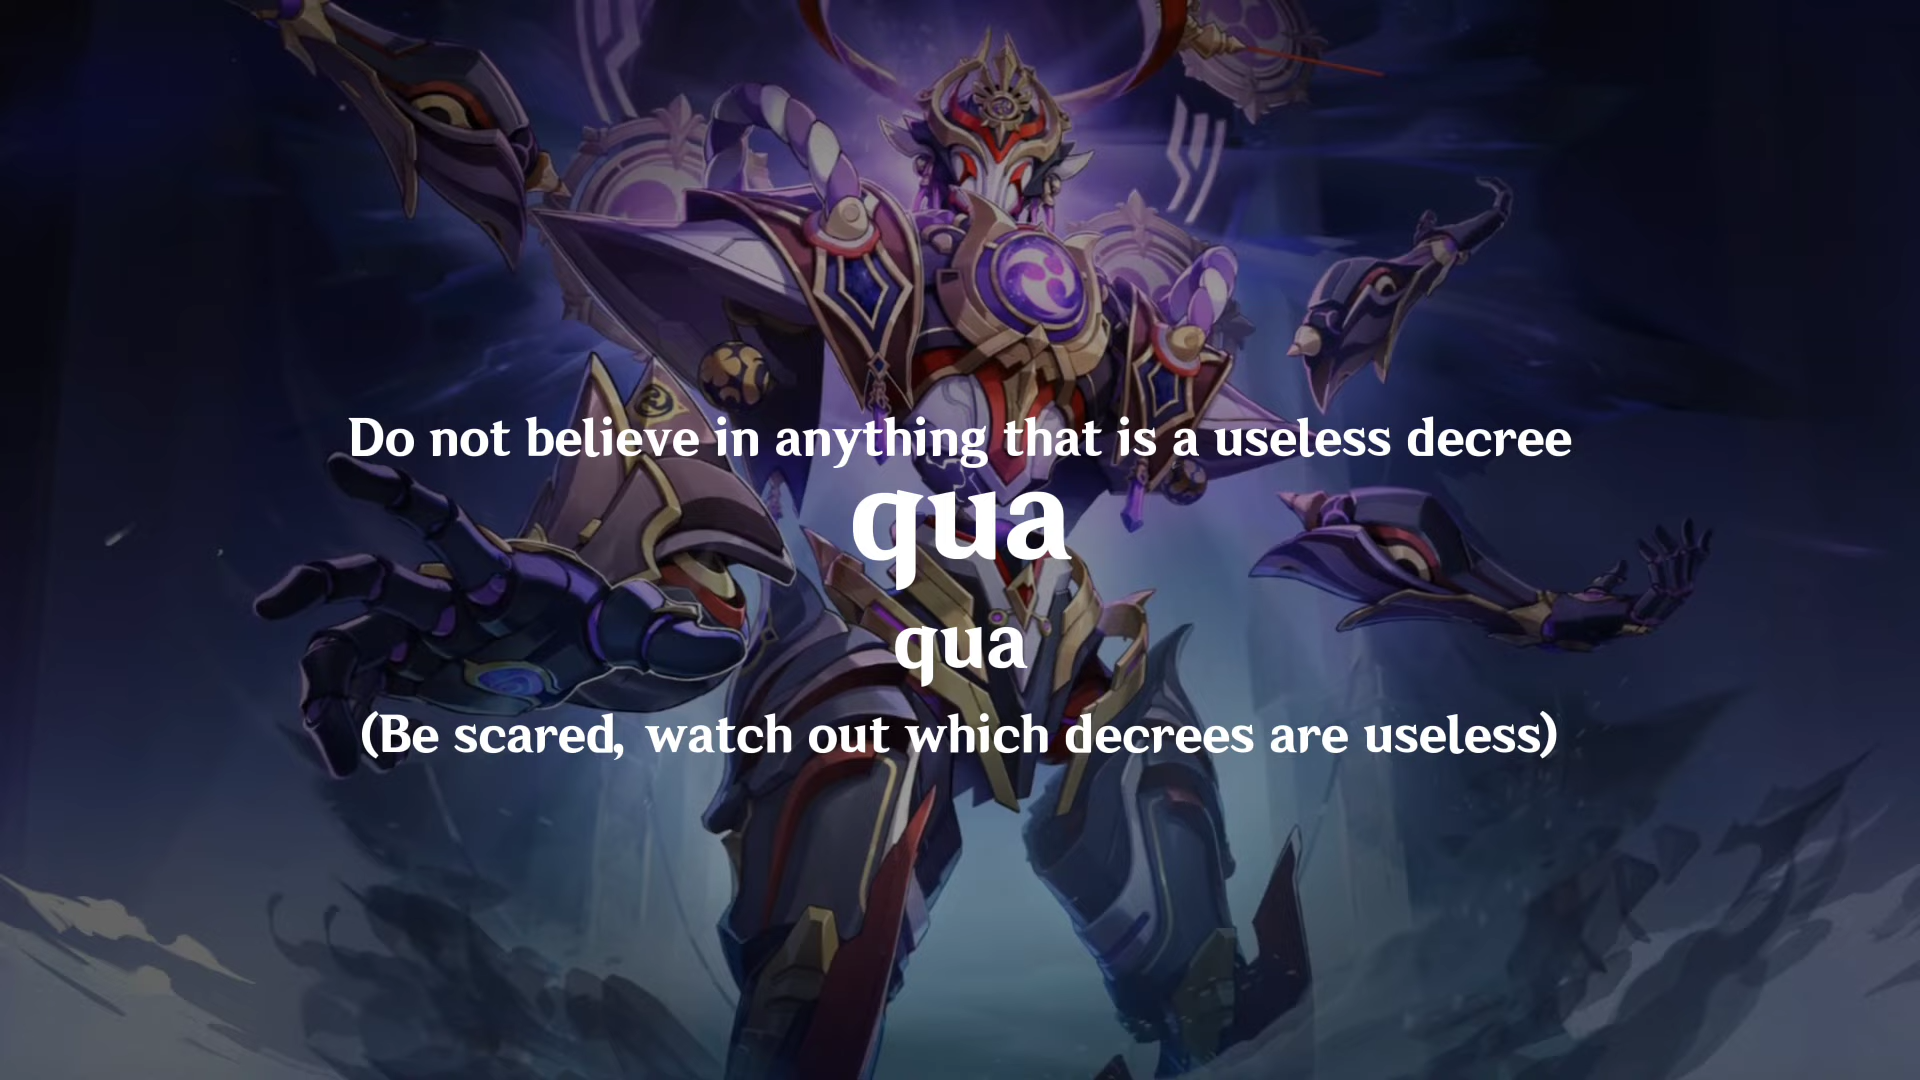 Do not believe in anything that is a useless decree
qua
qua
(Be scared, watch out which decrees are useless)